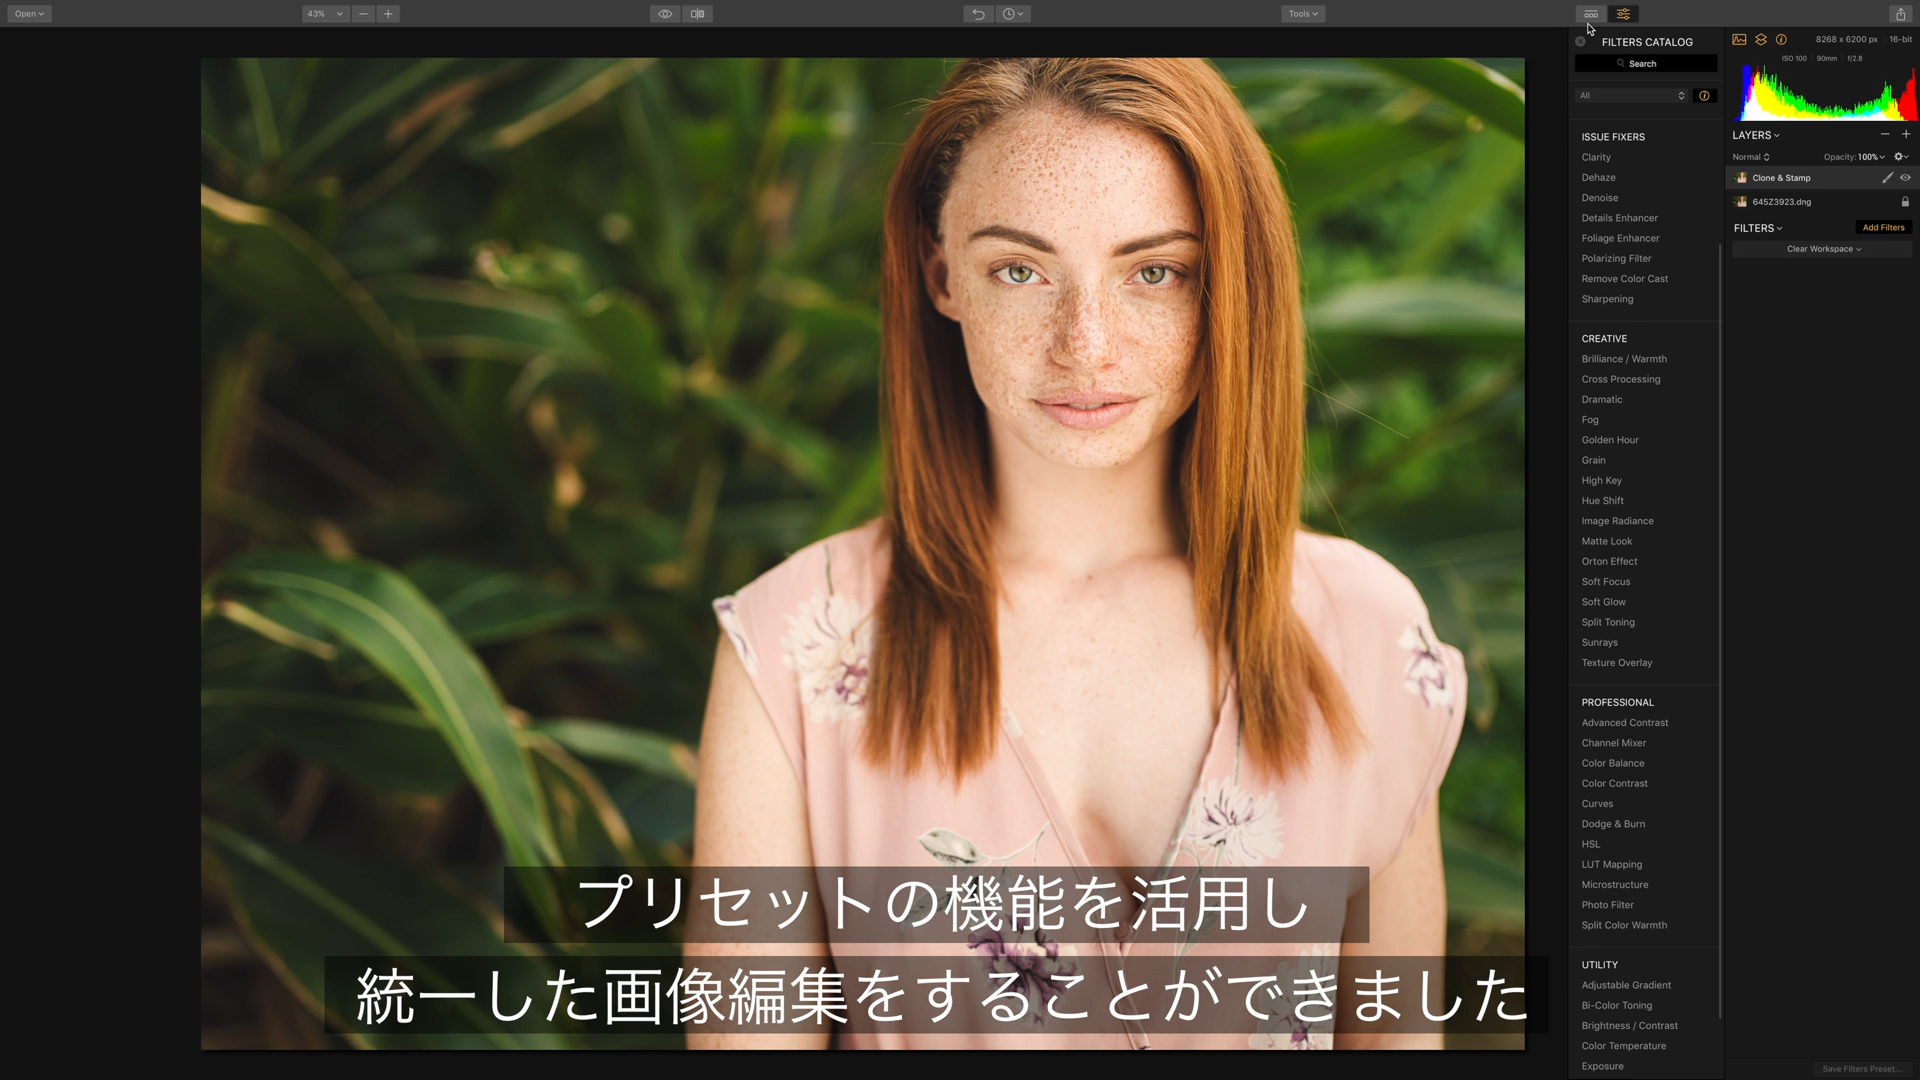 Open
43%
Tools
FILTERS CATALOG
Search
All
ISSUE FIXERS
Clarity
Dehaze
Denoise
Details Enhancer
Foliage Enhancer
Polarizing Filter
Remove Color Cast
Sharpening
CREATIVE
Brilliance / Warmth
Cross Processing
Dramatic
Fog
Golden Hour
Grain
High Key
Hue Shift
Image Radiance
Matte Look
Orton Effect
Soft Focus
Soft Glow
Split Toning
Sunrays
Texture Overlay
PROFESSIONAL
Advanced Contrast
Channel Mixer
Color Balance
Color Contrast
Curves
Dodge & Burn
HSL
LUT Mapping
Microstructure
Photo Filter
Split Color Warmth
UTILITY
Adjustable Gradient
Bi-Color Toning
Brightness / Contrast
Color Temperature
Exposure
8268 x 6200 px 16-bit
ISO 100 90mm f/2.8
LAYERS
Normal Opacity: 100%
Clone & Stamp
645Z3923.dng
FILTERS Add Filters
Clear Workspace
Save Filters Preset...
プリセットの機能を活用し
統一した画像編集をすることができました